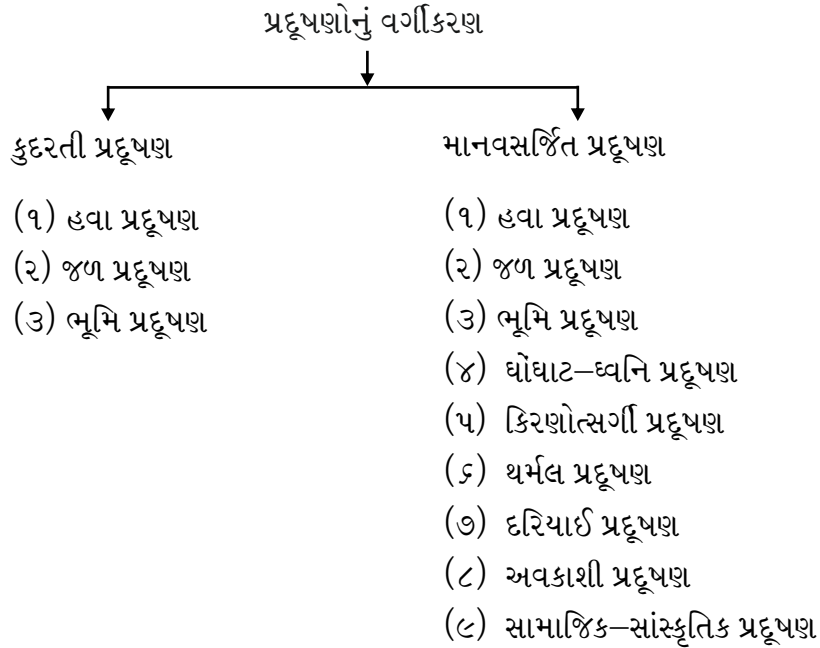 પ્રદૂષણોનું વર્ગીકરણ
કુદરતી પ્રદૂષણ
(૧) હવા પ્રદૂષણ
(૨) જળ પ્રદૂષણ
(૩) ભૂમિ પ્રદૂષણ
માનવસર્જિત પ્રદૂષણ
(૧) હવા પ્રદૂષણ
(૨) જળ પ્રદૂષણ
(૩) ભૂમિ પ્રદૂષણ
(૪) ઘોંઘાટ–ધ્વનિ પ્રદૂષણ
(૫) કિરણોત્સર્ગી પ્રદૂષણ
(૬) થર્મલ પ્રદૂષણ
(૭) દરિયાઈ પ્રદૂષણ
(૮) અવકાશી પ્રદૂષણ
(૯) સામાજિક–સાંસ્કૃતિક પ્રદૂષણ